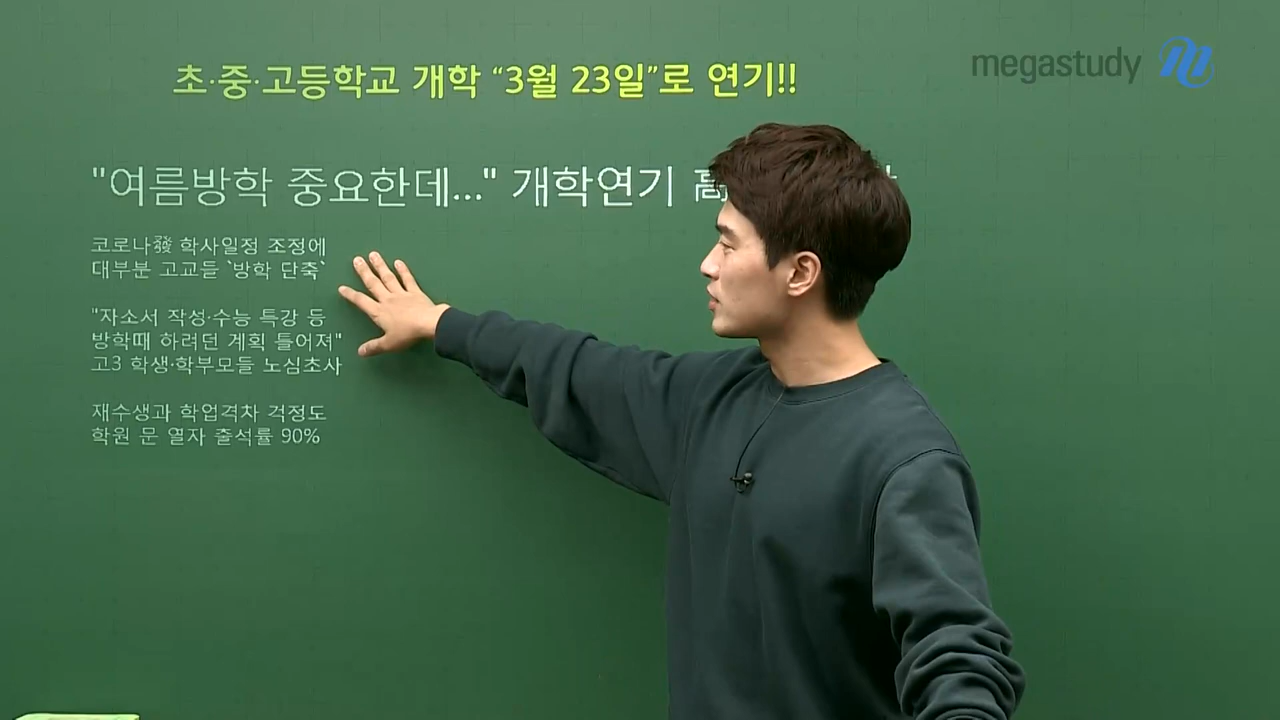 megastudy
초·중·고등학교 개학 “3월 23일”로 연기!!
"여름방학 중요한데..." 개학연기 高
코로나發 학사일정 조정에
대부분 고교들 `방학 단축`
"자소서 작성·수능 특강 등
방학때 하려던 계획 틀어져"
고3 학생·학부모들 노심초사
재수생과 학업격차 걱정도
학원 문 열자 출석률 90%